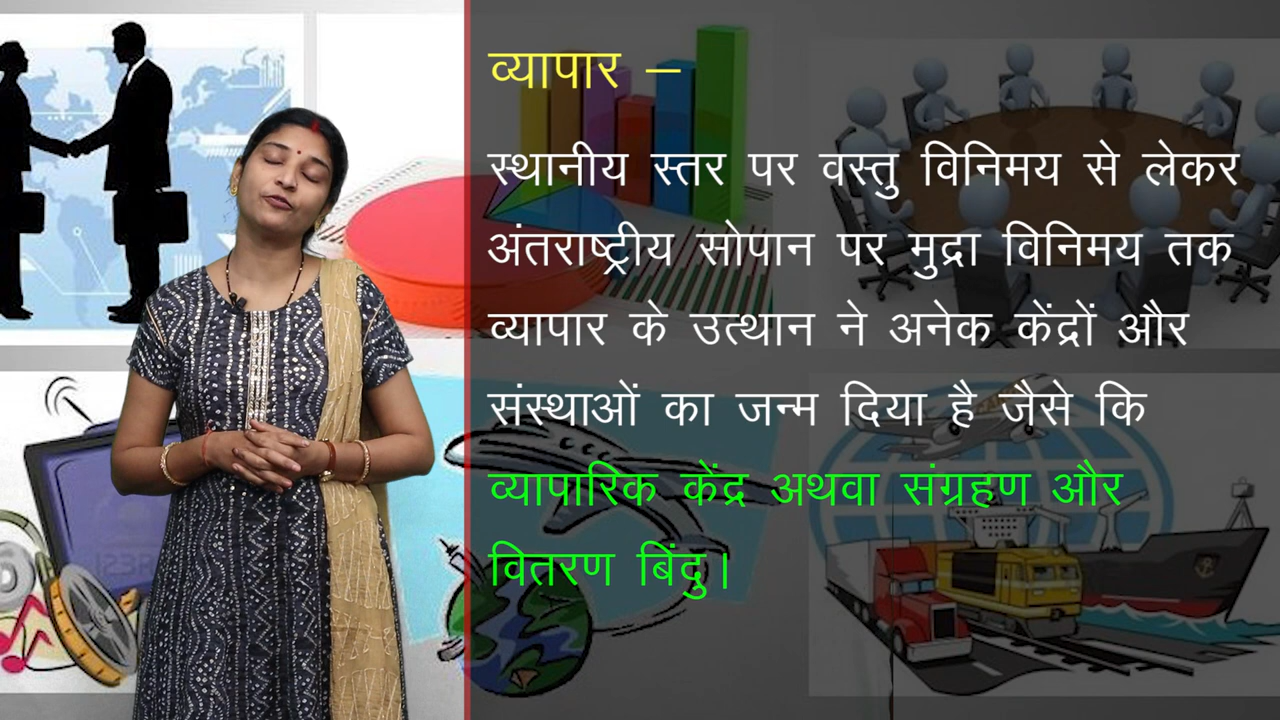 व्यापार –
स्थानीय स्तर पर वस्तु विनिमय से लेकर
अंतराष्ट्रीय सोपान पर मुद्रा विनिमय तक
व्यापार के उत्थान ने अनेक केंद्रों और
संस्थाओं का जन्म दिया है जैसे कि
व्यापारिक केंद्र अथवा संग्रहण और
वितरण बिंदु।